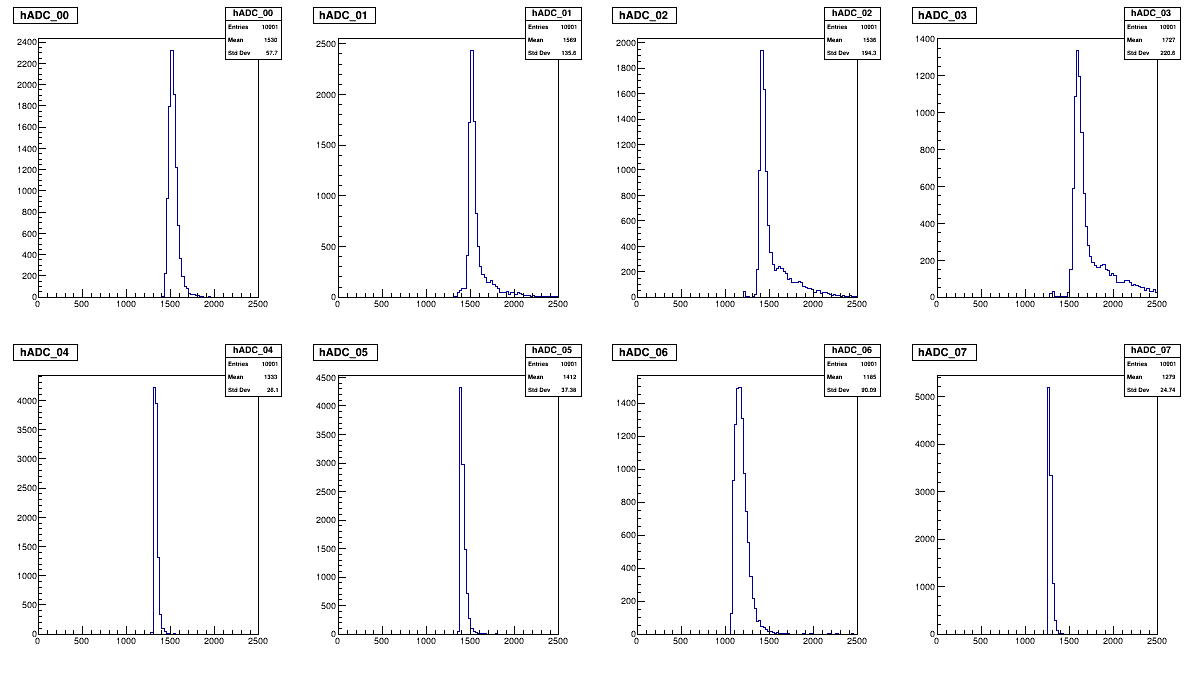 hADC_00
hADC_00
Entries 10001
Mean 1530
Std Dev 57.7
2400
2200
2000
1800
1600
1400
1200
1000
800
600
400
200
0
0 500 1000 1500 2000 2500
hADC_01
hADC_01
Entries 10001
Mean 1569
Std Dev 135.6
2500
2000
1500
1000
500
0
0 500 1000 1500 2000 2500
hADC_02
hADC_02
Entries 10001
Mean 1536
Std Dev 194.3
2000
1800
1600
1400
1200
1000
800
600
400
200
0
0 500 1000 1500 2000 2500
hADC_03
hADC_03
Entries 10001
Mean 1727
Std Dev 220.6
1400
1200
1000
800
600
400
200
0
0 500 1000 1500 2000 2500
hADC_04
hADC_04
Entries 10001
Mean 1333
Std Dev 26.1
4000
3500
3000
2500
2000
1500
1000
500
0
0 500 1000 1500 2000 2500
hADC_05
hADC_05
Entries 10001
Mean 1412
Std Dev 37.38
4500
4000
3500
3000
2500
2000
1500
1000
500
0
0 500 1000 1500 2000 2500
hADC_06
hADC_06
Entries 10001
Mean 1185
Std Dev 90.09
1400
1200
1000
800
600
400
200
0
0 500 1000 1500 2000 2500
hADC_07
hADC_07
Entries 10001
Mean 1279
Std Dev 24.74
5000
4000
3000
2000
1000
0
0 500 1000 1500 2000 2500